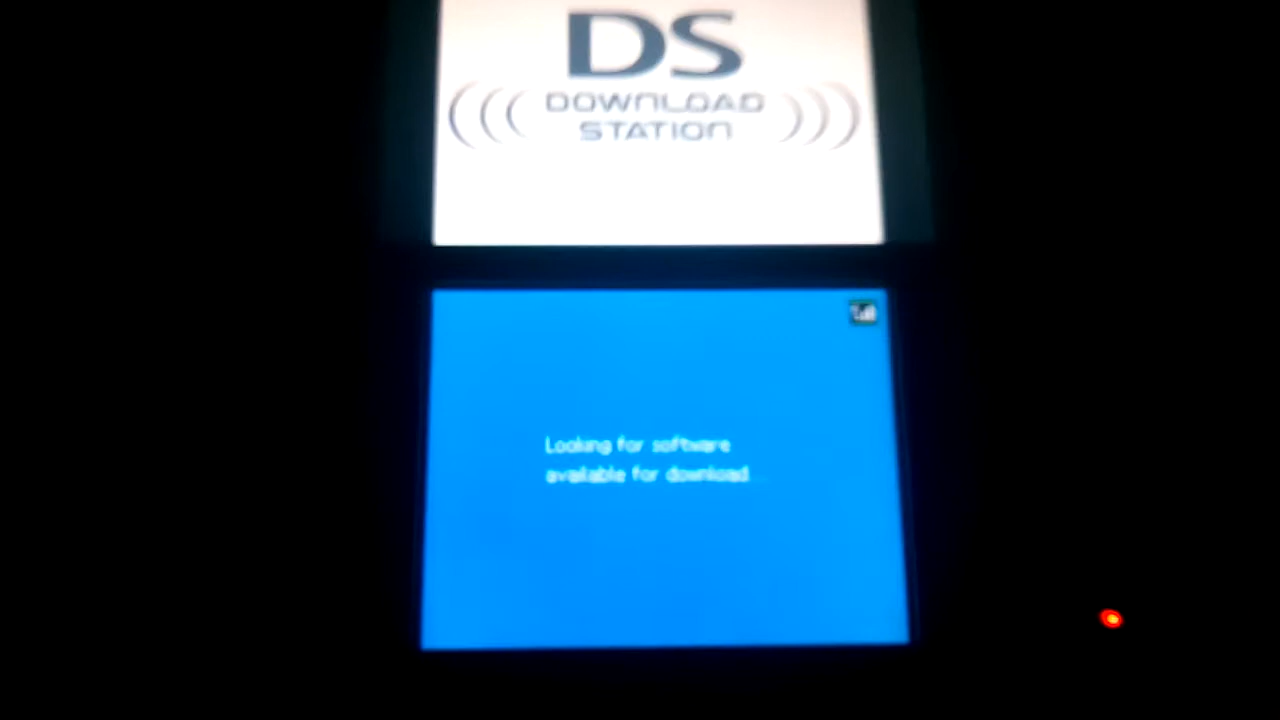 DS
DOWNLOAD
STATION
Looking for software
available for download...